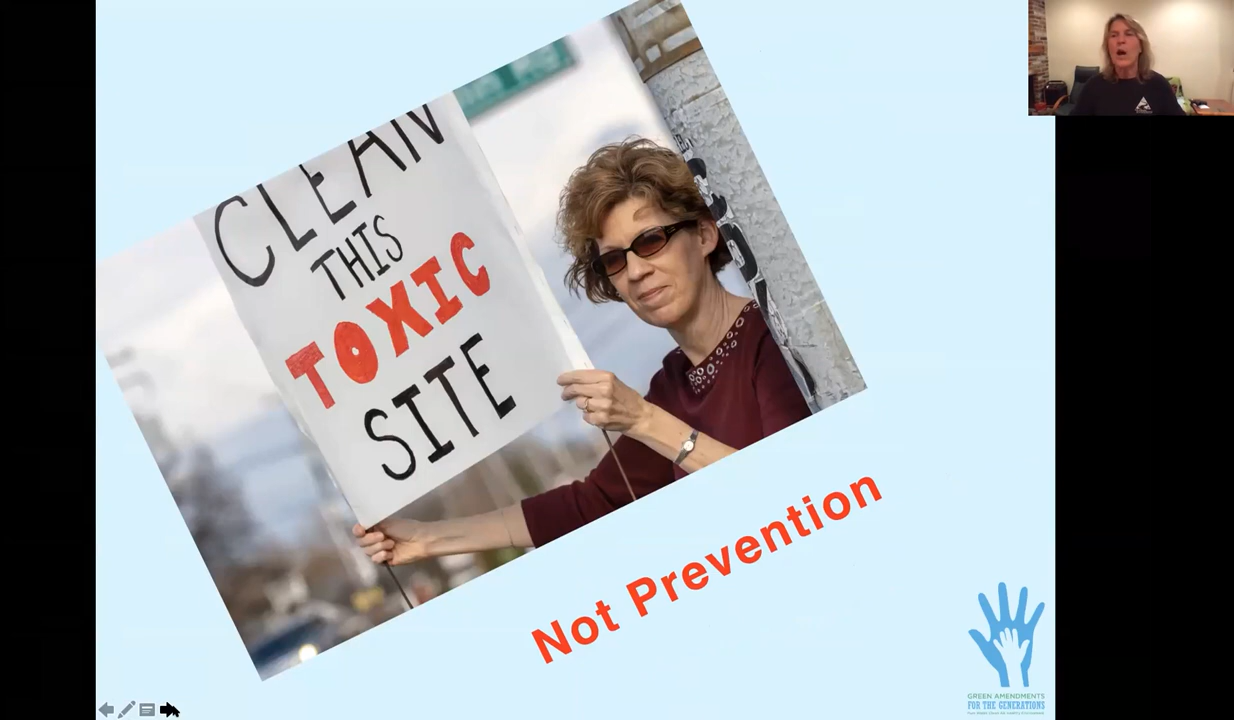 CLEAN
THIS
TOXIC
SITE
Not Prevention
GREEN AMENDMENTS
FOR THE GENERATIONS